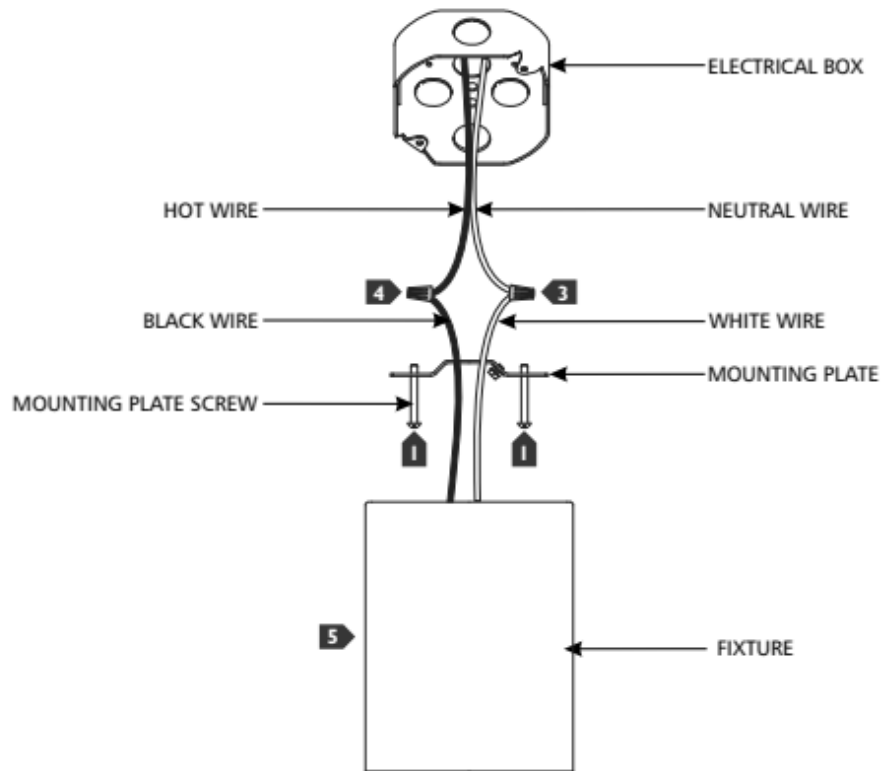 ELECTRICAL BOX
HOT WIRE
NEUTRAL WIRE
4
3
BLACK WIRE
WHITE WIRE
MOUNTING PLATE
MOUNTING PLATE SCREW
1
1
5
FIXTURE